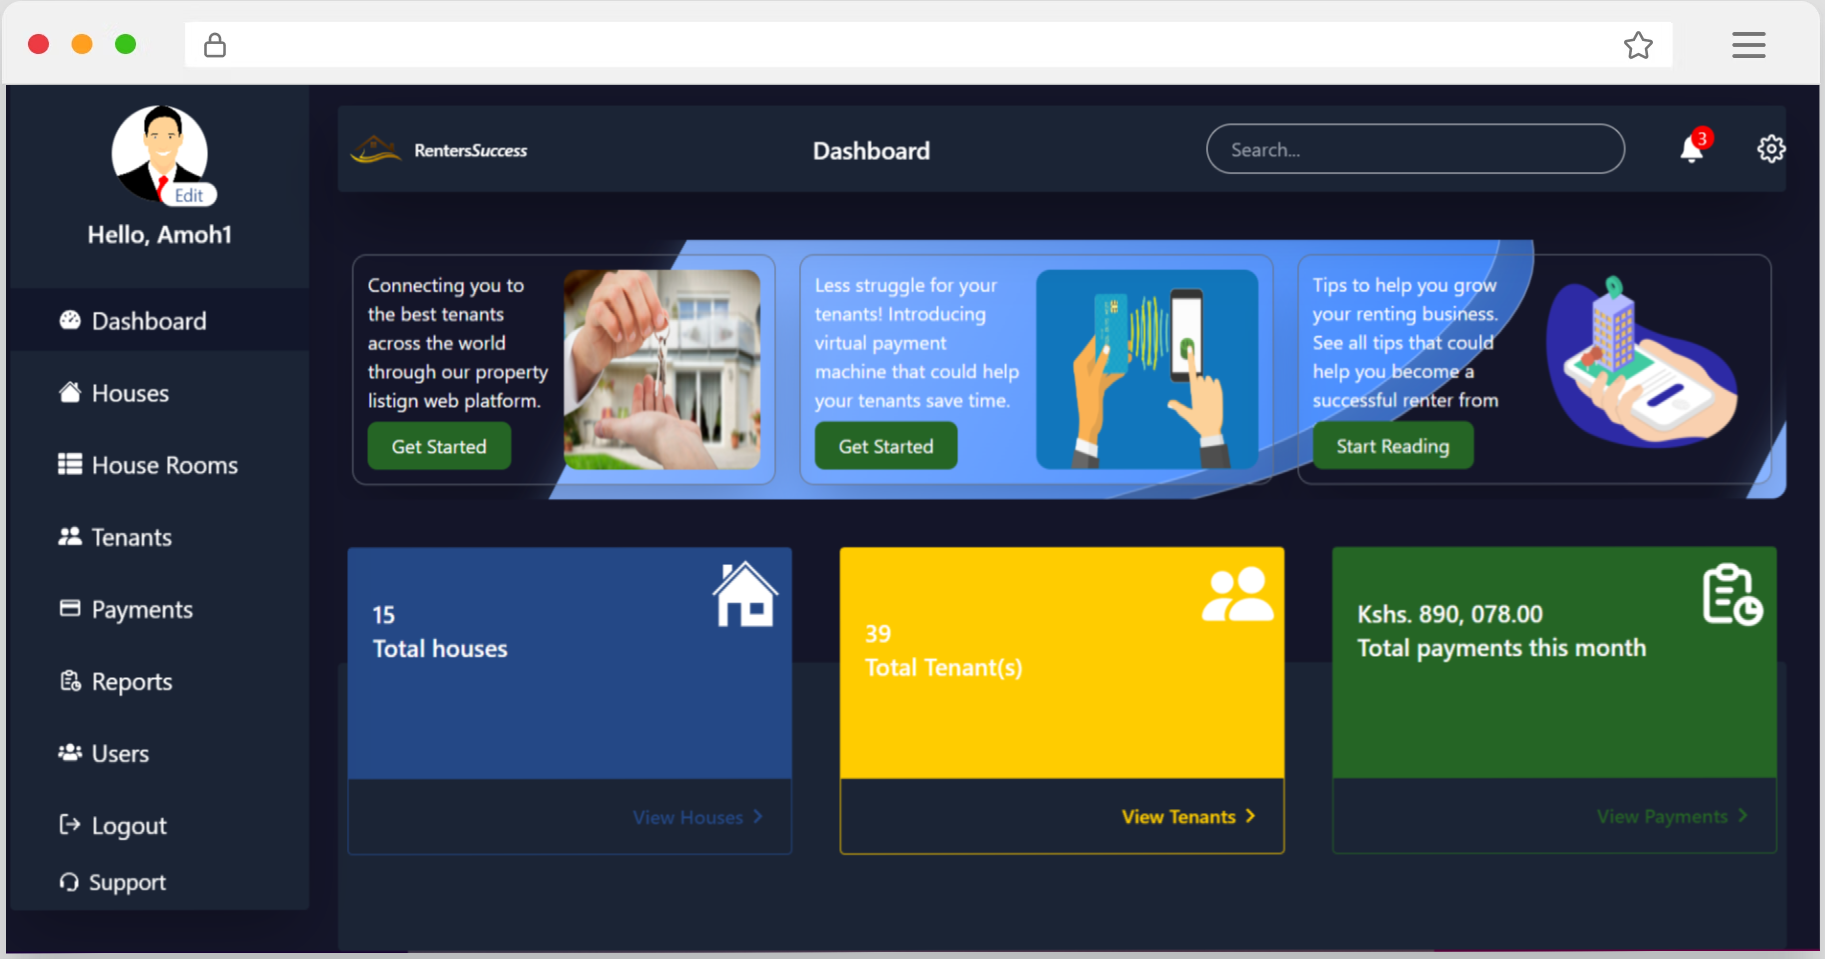 Edit
Hello, Amoh1
Dashboard
Houses
House Rooms
Tenants
Payments
Reports
Users
Logout
Support
RentersSuccess
Dashboard
Search...
3
Connecting you to
the best tenants
across the world
through our property
listign web platform.
Get Started
Less struggle for your
tenants! Introducing
virtual payment
machine that could help
your tenants save time.
Get Started
Tips to help you grow
your renting business.
See all tips that could
help you become a
successful renter from
Start Reading
15
Total houses
View Houses
39
Total Tenant(s)
View Tenants
Kshs. 890, 078.00
Total payments this month
View Payments